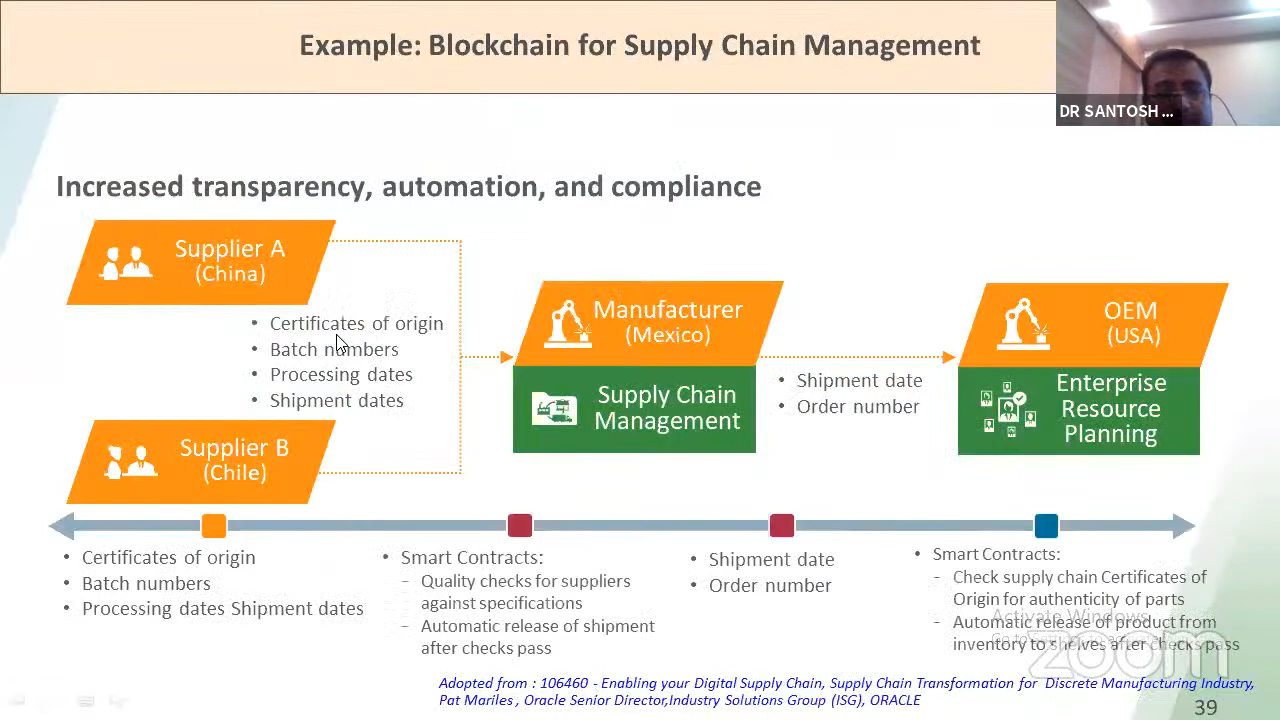 Example: Blockchain for Supply Chain Management
DR SANTOSH ...
Increased transparency, automation, and compliance
Supplier A
(China)
• Certificates of origin
• Batch numbers
• Processing dates
• Shipment dates
Supplier B
(Chile)
Manufacturer
(Mexico)
Supply Chain
Management
• Shipment date
• Order number
OEM
(USA)
Enterprise
Resource
Planning
• Certificates of origin
• Batch numbers
• Processing dates Shipment dates
• Smart Contracts:
– Quality checks for suppliers
against specifications
– Automatic release of shipment
after checks pass
• Shipment date
• Order number
• Smart Contracts:
– Check supply chain Certificates of
Origin for authenticity of parts
– Automatic release of product from
inventory to shelves after checks pass
Activate Windows
zoom
Adopted from : 106460 - Enabling your Digital Supply Chain, Supply Chain Transformation for Discrete Manufacturing Industry,
Pat Mariles , Oracle Senior Director,Industry Solutions Group (ISG), ORACLE
39